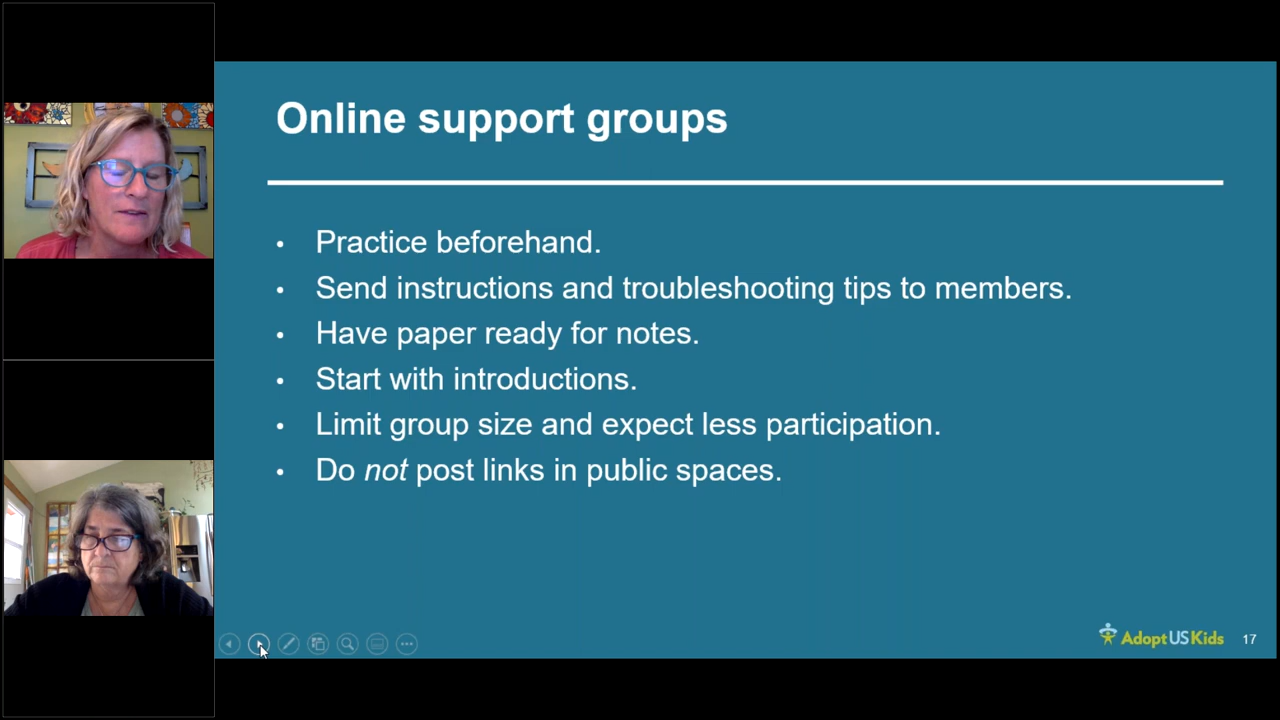 Online support groups
• Practice beforehand.
• Send instructions and troubleshooting tips to members.
• Have paper ready for notes.
• Start with introductions.
• Limit group size and expect less participation.
• Do not post links in public spaces.
AdoptUSKids 17